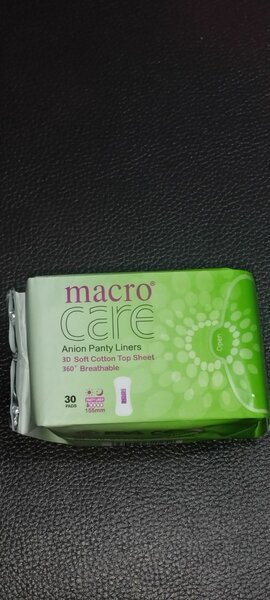 macro®
care
Anion Panty Liners
3D Soft Cotton Top Sheet
360° Breathable
Open
30
PADS
155mm